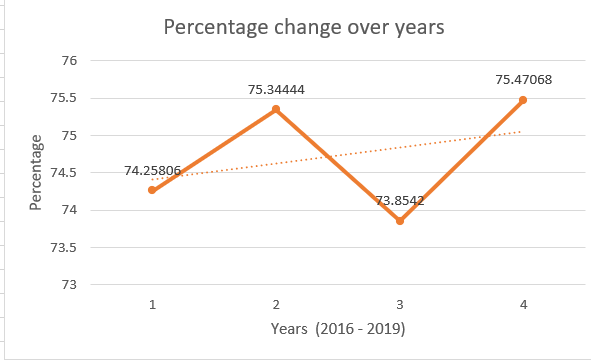 Percentage change over years
76
75.5
75
74.5
74
73.5
73
Percentage
74.25806
75.34444
73.8542
75.47068
1 2 3 4
Years (2016 - 2019)